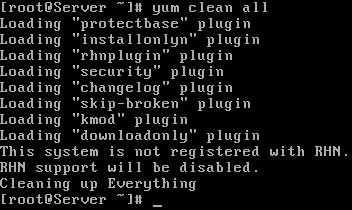 [root@Server ~]# yum clean all
Loading "protectbase" plugin
Loading "installonlyn" plugin
Loading "rhnplugin" plugin
Loading "security" plugin
Loading "changelog" plugin
Loading "skip-broken" plugin
Loading "kmod" plugin
Loading "downloadonly" plugin
This system is not registered with RHN.
RHN support will be disabled.
Cleaning up Everything
[root@Server ~]# _